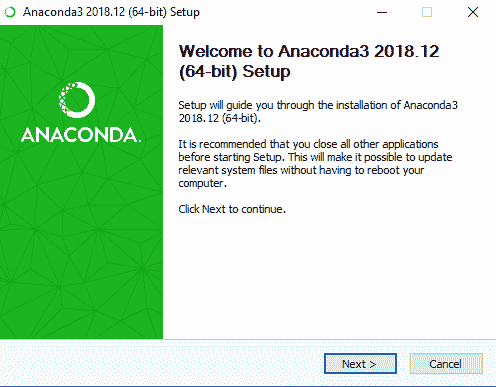 Anaconda3 2018.12 (64-bit) Setup
ANACONDA.
Welcome to Anaconda3 2018.12
(64-bit) Setup
Setup will guide you through the installation of Anaconda3
2018.12 (64-bit).
It is recommended that you close all other applications
before starting Setup. This will make it possible to update
relevant system files without having to reboot your
computer.
Click Next to continue.
Next >
Cancel